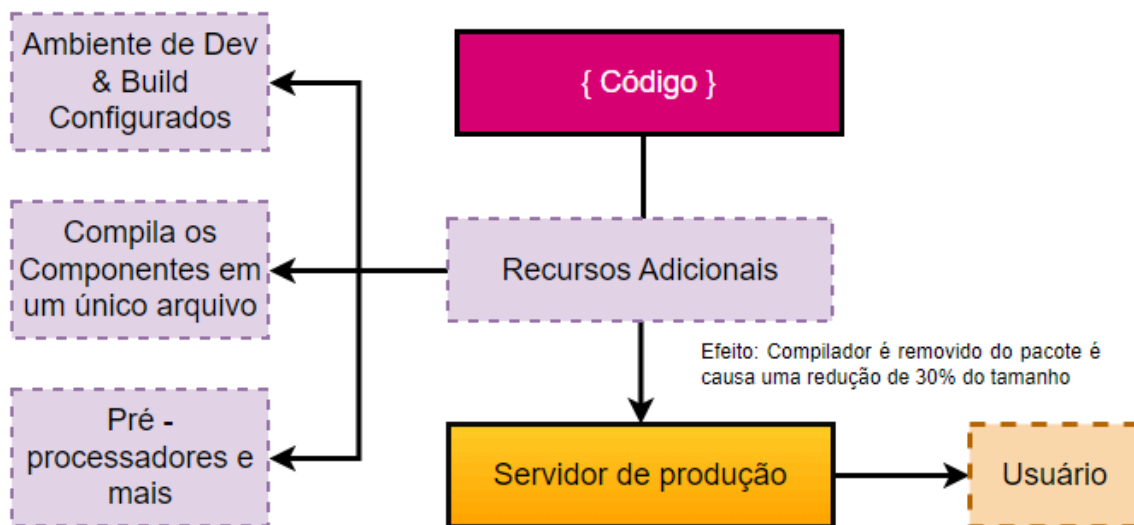 Ambiente de Dev
& Build
Configurados
{ Código }
Compila os
Componentes em
um único arquivo
Recursos Adicionais
Efeito: Compilador é removido do pacote é
causa uma redução de 30% do tamanho
Pré -
processadores e
mais
Servidor de produção
Usuário